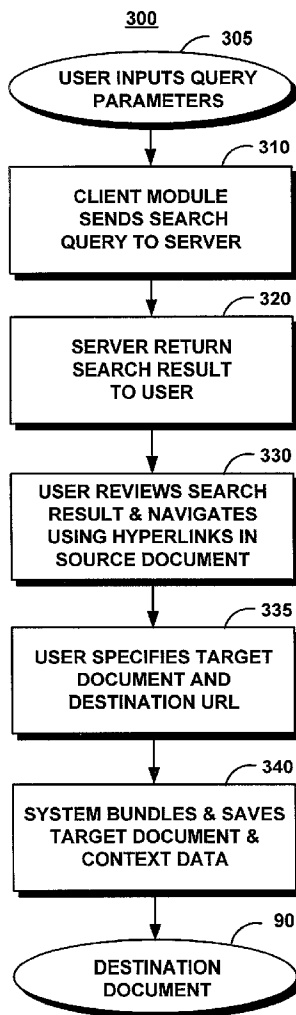 300
305
USER INPUTS QUERY
PARAMETERS
310
CLIENT MODULE
SENDS SEARCH
QUERY TO SERVER
320
SERVER RETURN
SEARCH RESULT
TO USER
330
USER REVIEWS SEARCH
RESULT & NAVIGATES
USING HYPERLINKS IN
SOURCE DOCUMENT
335
USER SPECIFIES TARGET
DOCUMENT AND
DESTINATION URL
340
SYSTEM BUNDLES & SAVES
TARGET DOCUMENT &
CONTEXT DATA
90
DESTINATION
DOCUMENT